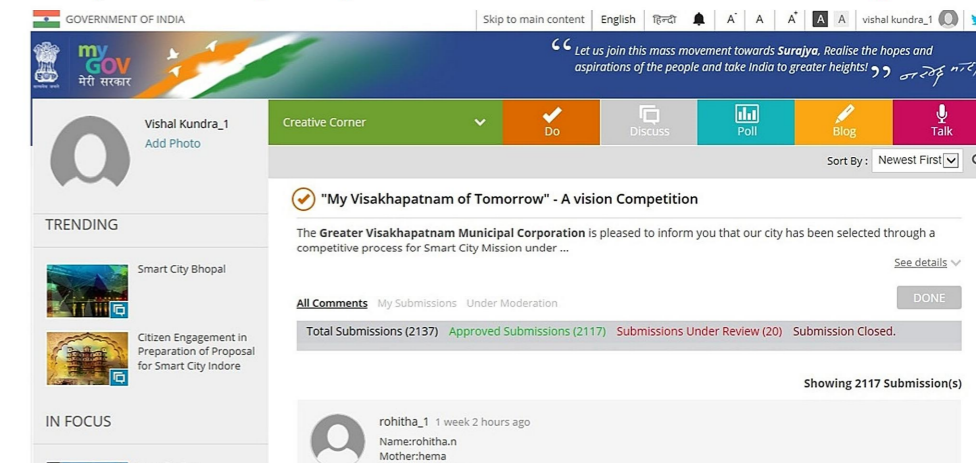 GOVERNMENT OF INDIA
Skip to main content English हिन्दी A- A A+ A A vishal kundra_1
my
GOV
मेरी सरकार
“ Let us join this mass movement towards Surajya, Realise the hopes and
aspirations of the people and take India to greater heights! ”
Vishal Kundra_1
Add Photo
Creative Corner
Do
Discuss
Poll
Blog
Talk
Sort By : Newest First
"My Visakhapatnam of Tomorrow" - A vision Competition
The Greater Visakhapatnam Municipal Corporation is pleased to inform you that our city has been selected through a
competitive process for Smart City Mission under ...
See details
DONE
All Comments My Submissions Under Moderation
Total Submissions (2137) Approved Submissions (2117) Submissions Under Review (20) Submission Closed.
Showing 2117 Submission(s)
rohitha_1 1 week 2 hours ago
Name:rohitha.n
Mother:hema
TRENDING
Smart City Bhopal
Citizen Engagement in
Preparation of Proposal
for Smart City Indore
IN FOCUS